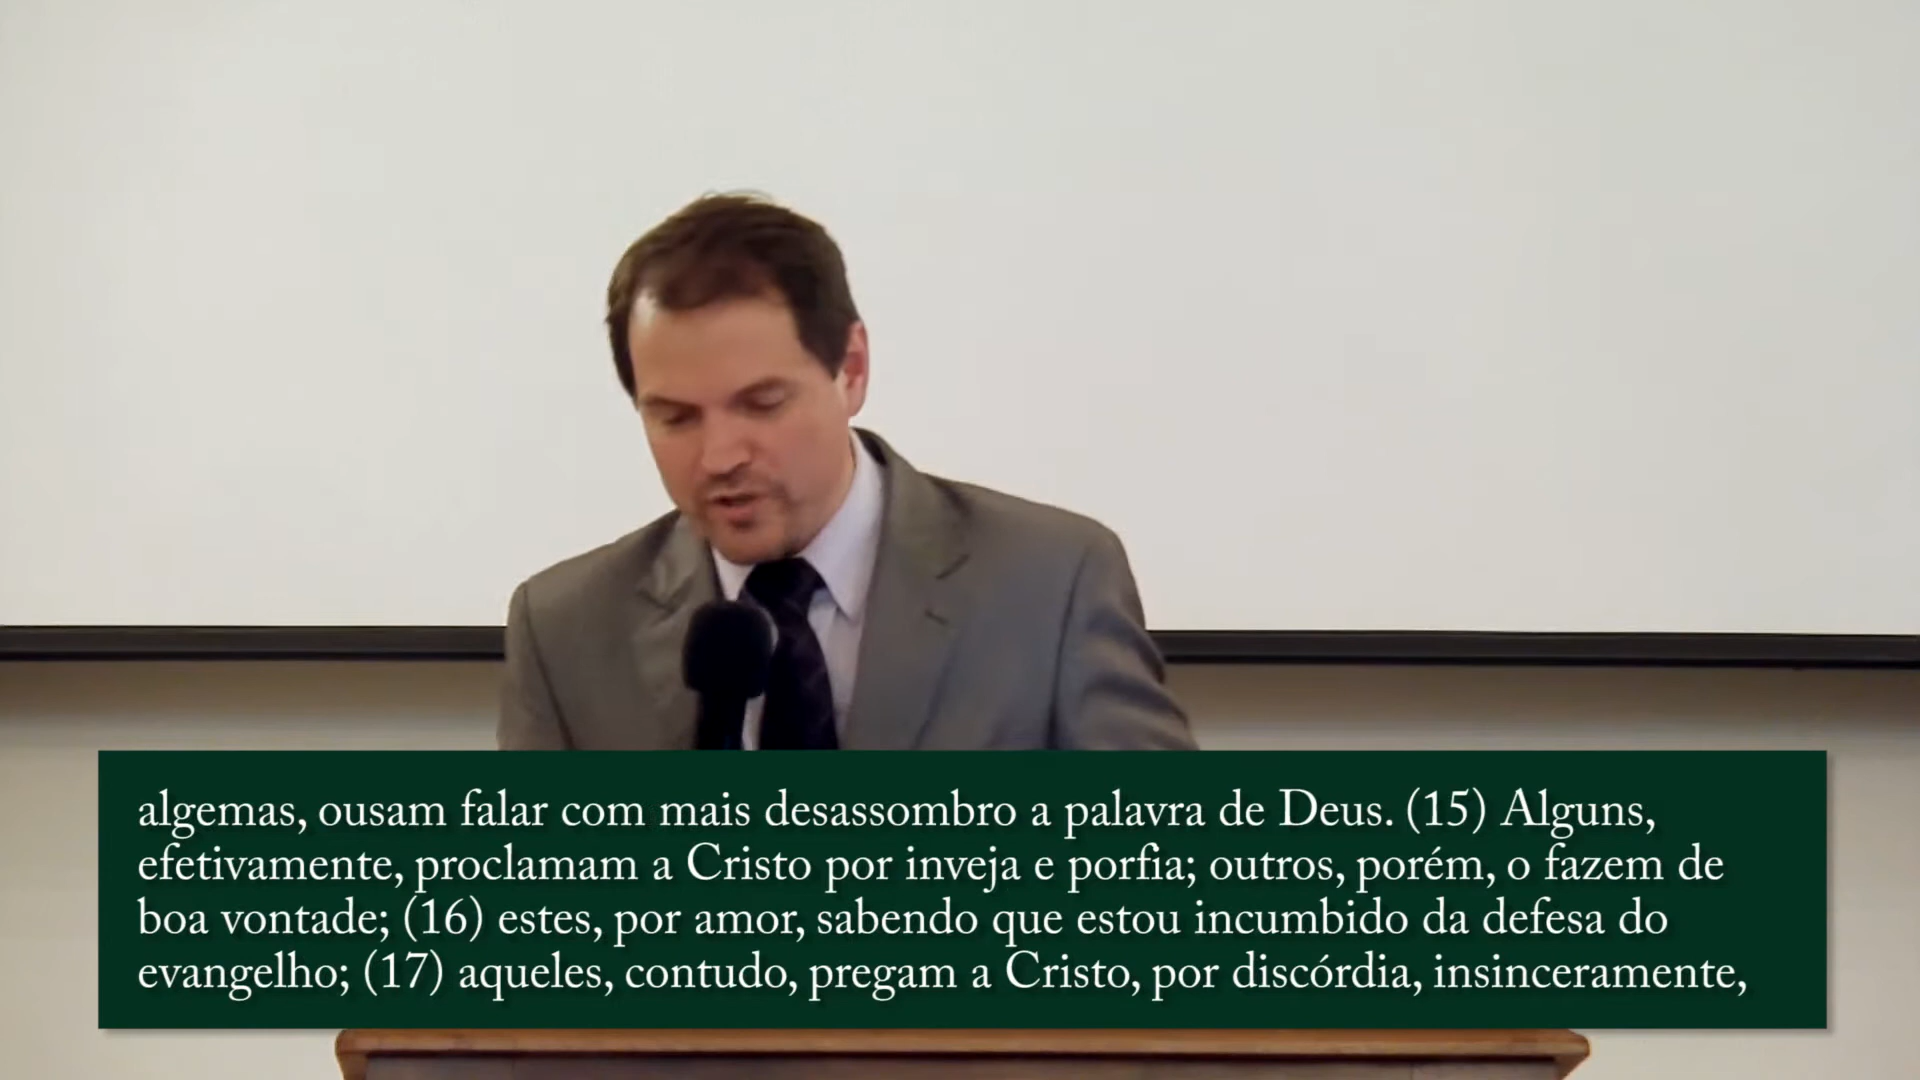 algemas, ousam falar com mais desassombro a palavra de Deus. (15) Alguns,
efetivamente, proclamam a Cristo por inveja e porfia; outros, porém, o fazem de
boa vontade; (16) estes, por amor, sabendo que estou incumbido da defesa do
evangelho; (17) aqueles, contudo, pregam a Cristo, por discórdia, insinceramente,